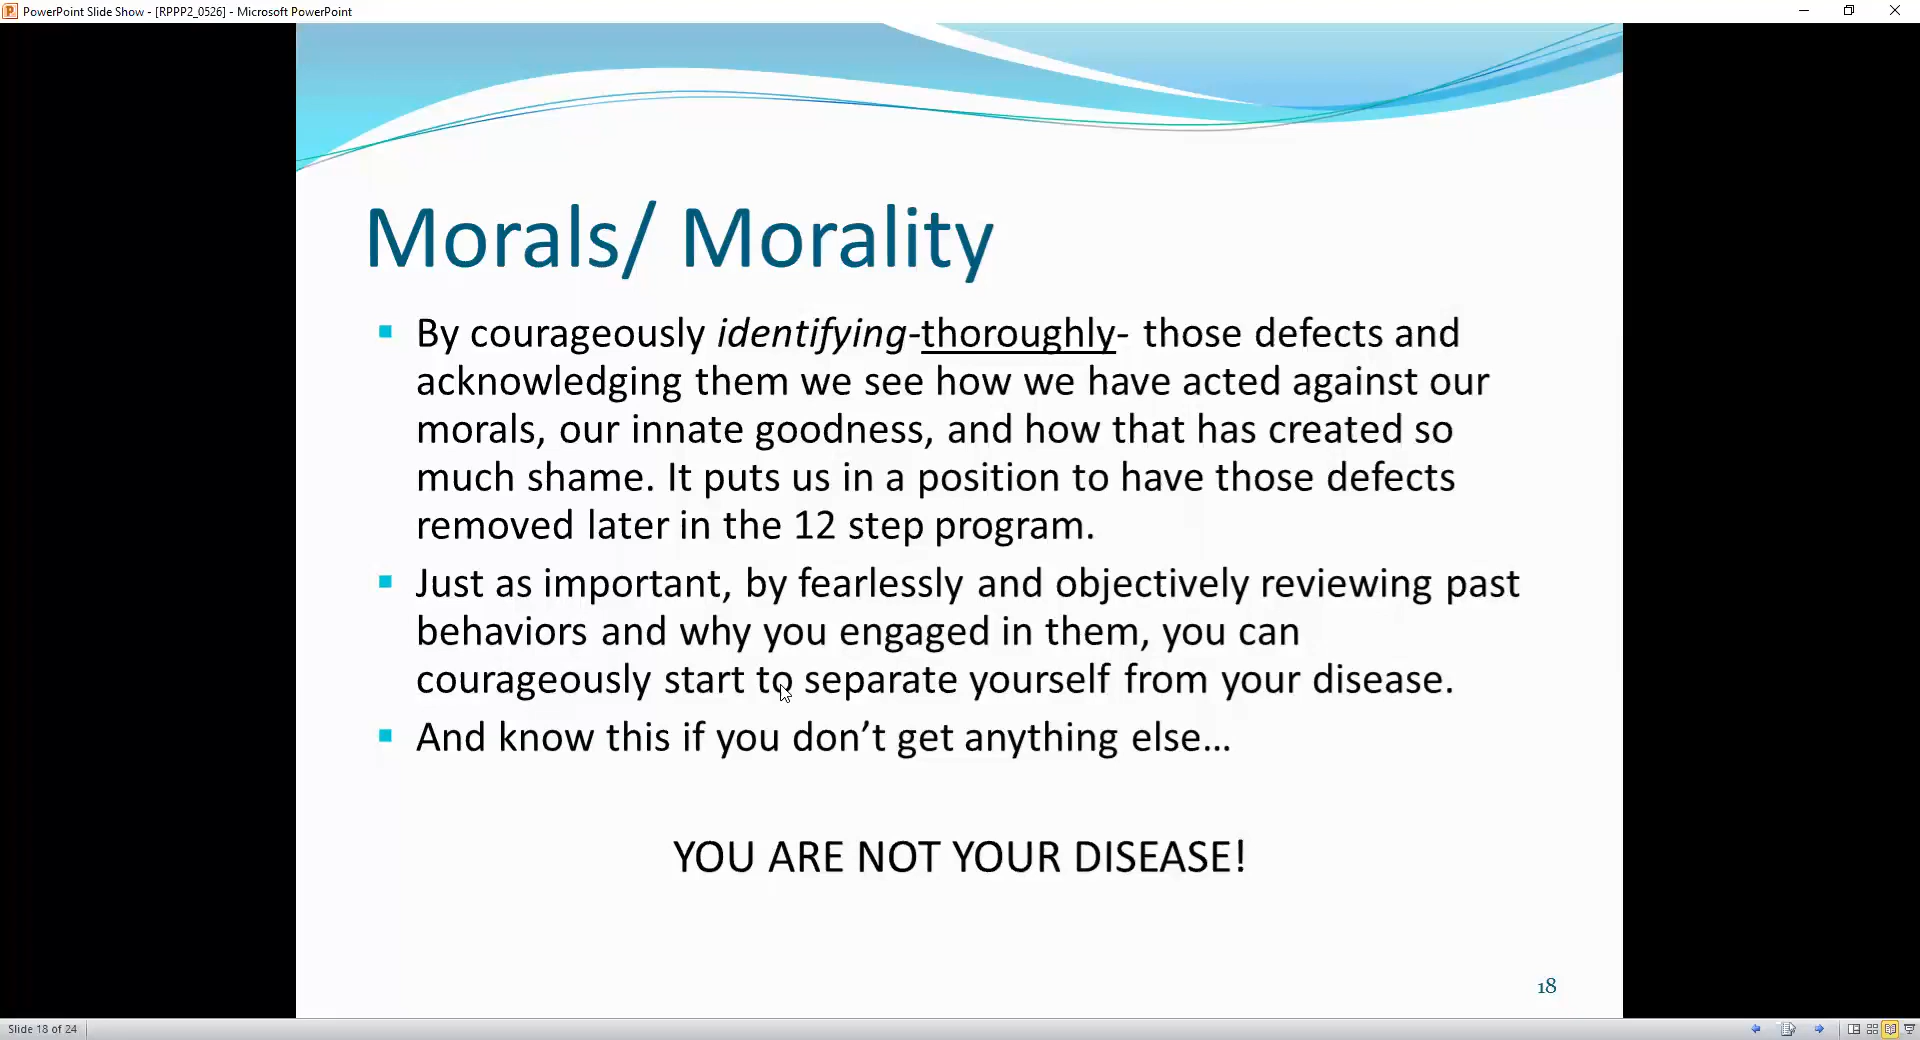 PowerPoint Slide Show - [RPPP2_0526] - Microsoft PowerPoint
Morals/ Morality
By courageously identifying-thoroughly- those defects and
acknowledging them we see how we have acted against our
morals, our innate goodness, and how that has created so
much shame. It puts us in a position to have those defects
removed later in the 12 step program.
Just as important, by fearlessly and objectively reviewing past
behaviors and why you engaged in them, you can
courageously start to separate yourself from your disease.
And know this if you don’t get anything else…
YOU ARE NOT YOUR DISEASE!
18
Slide 18 of 24